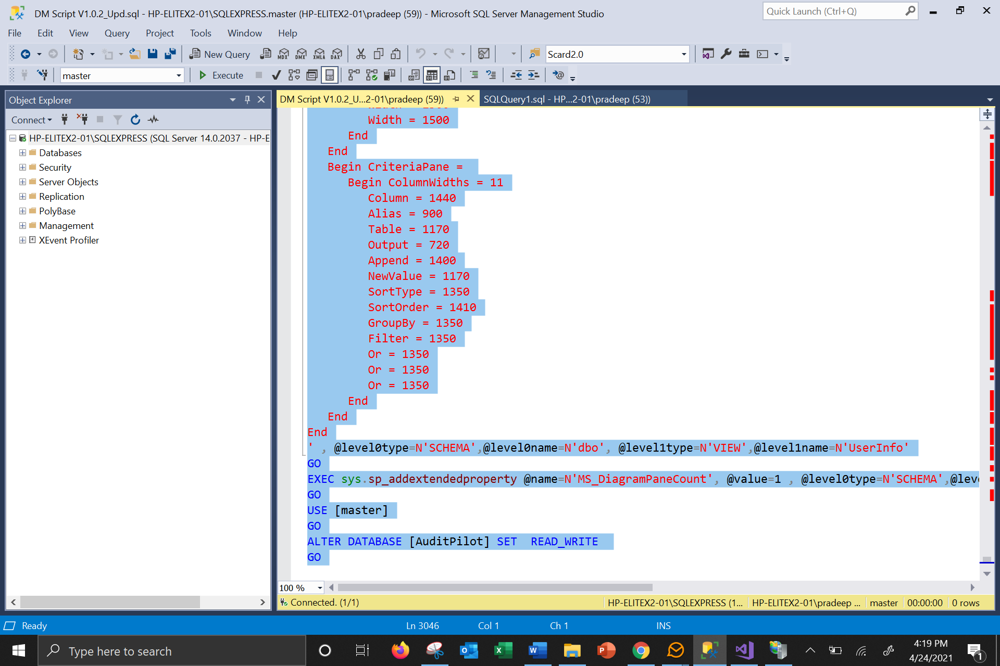 DM Script V1.0.2_Upd.sql - HP-ELITEX2-01\SQLEXPRESS.master (HP-ELITEX2-01\pradeep (59)) - Microsoft SQL Server Management Studio
Quick Launch (Ctrl+Q)
File Edit View Query Project Tools Window Help
New Query
MDX DMX XMLA DAX
Scard2.0
master
Execute
Object Explorer
Connect
HP-ELITEX2-01\SQLEXPRESS (SQL Server 14.0.2037 - HP-E
Databases
Security
Server Objects
Replication
PolyBase
Management
XEvent Profiler
DM Script V1.0.2_U...2-01\pradeep (59))
SQLQuery1.sql - HP...2-01\pradeep (53))
Width = 1500
End
End
Begin CriteriaPane =
Begin ColumnWidths = 11
Column = 1440
Alias = 900
Table = 1170
Output = 720
Append = 1400
NewValue = 1170
SortType = 1350
SortOrder = 1410
GroupBy = 1350
Filter = 1350
Or = 1350
Or = 1350
Or = 1350
End
End
End
' , @level0type=N'SCHEMA',@level0name=N'dbo', @level1type=N'VIEW',@level1name=N'UserInfo'
GO
EXEC sys.sp_addextendedproperty @name=N'MS_DiagramPaneCount', @value=1 , @level0type=N'SCHEMA',@leve
GO
USE [master]
GO
ALTER DATABASE [AuditPilot] SET  READ_WRITE
GO
100 %
Connected. (1/1)
HP-ELITEX2-01\SQLEXPRESS (1... HP-ELITEX2-01\pradeep ... master 00:00:00 0 rows
Ready
Ln 3046 Col 1 Ch 1 INS
Type here to search
4:19 PM
4/24/2021
1